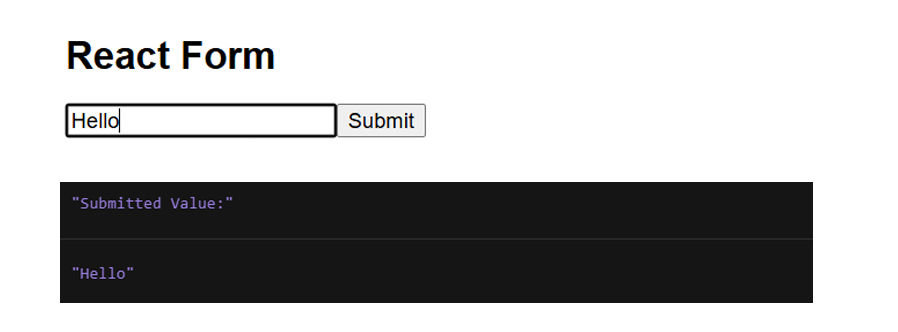 React Form
Hello Submit
"Submitted Value:"
"Hello"